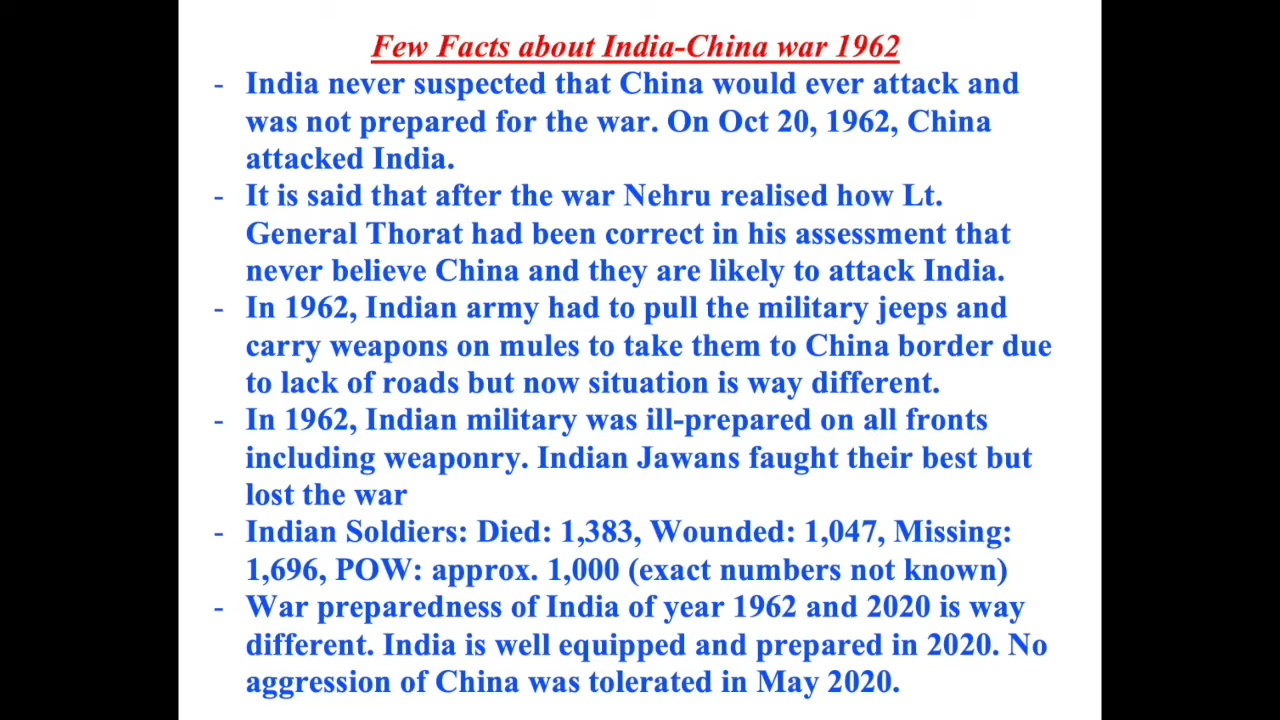 Few Facts about India-China war 1962
- India never suspected that China would ever attack and
was not prepared for the war. On Oct 20, 1962, China
attacked India.
- It is said that after the war Nehru realised how Lt.
General Thorat had been correct in his assessment that
never believe China and they are likely to attack India.
- In 1962, Indian army had to pull the military jeeps and
carry weapons on mules to take them to China border due
to lack of roads but now situation is way different.
- In 1962, Indian military was ill-prepared on all fronts
including weaponry. Indian Jawans faught their best but
lost the war
- Indian Soldiers: Died: 1,383, Wounded: 1,047, Missing:
1,696, POW: approx. 1,000 (exact numbers not known)
- War preparedness of India of year 1962 and 2020 is way
different. India is well equipped and prepared in 2020. No
aggression of China was tolerated in May 2020.